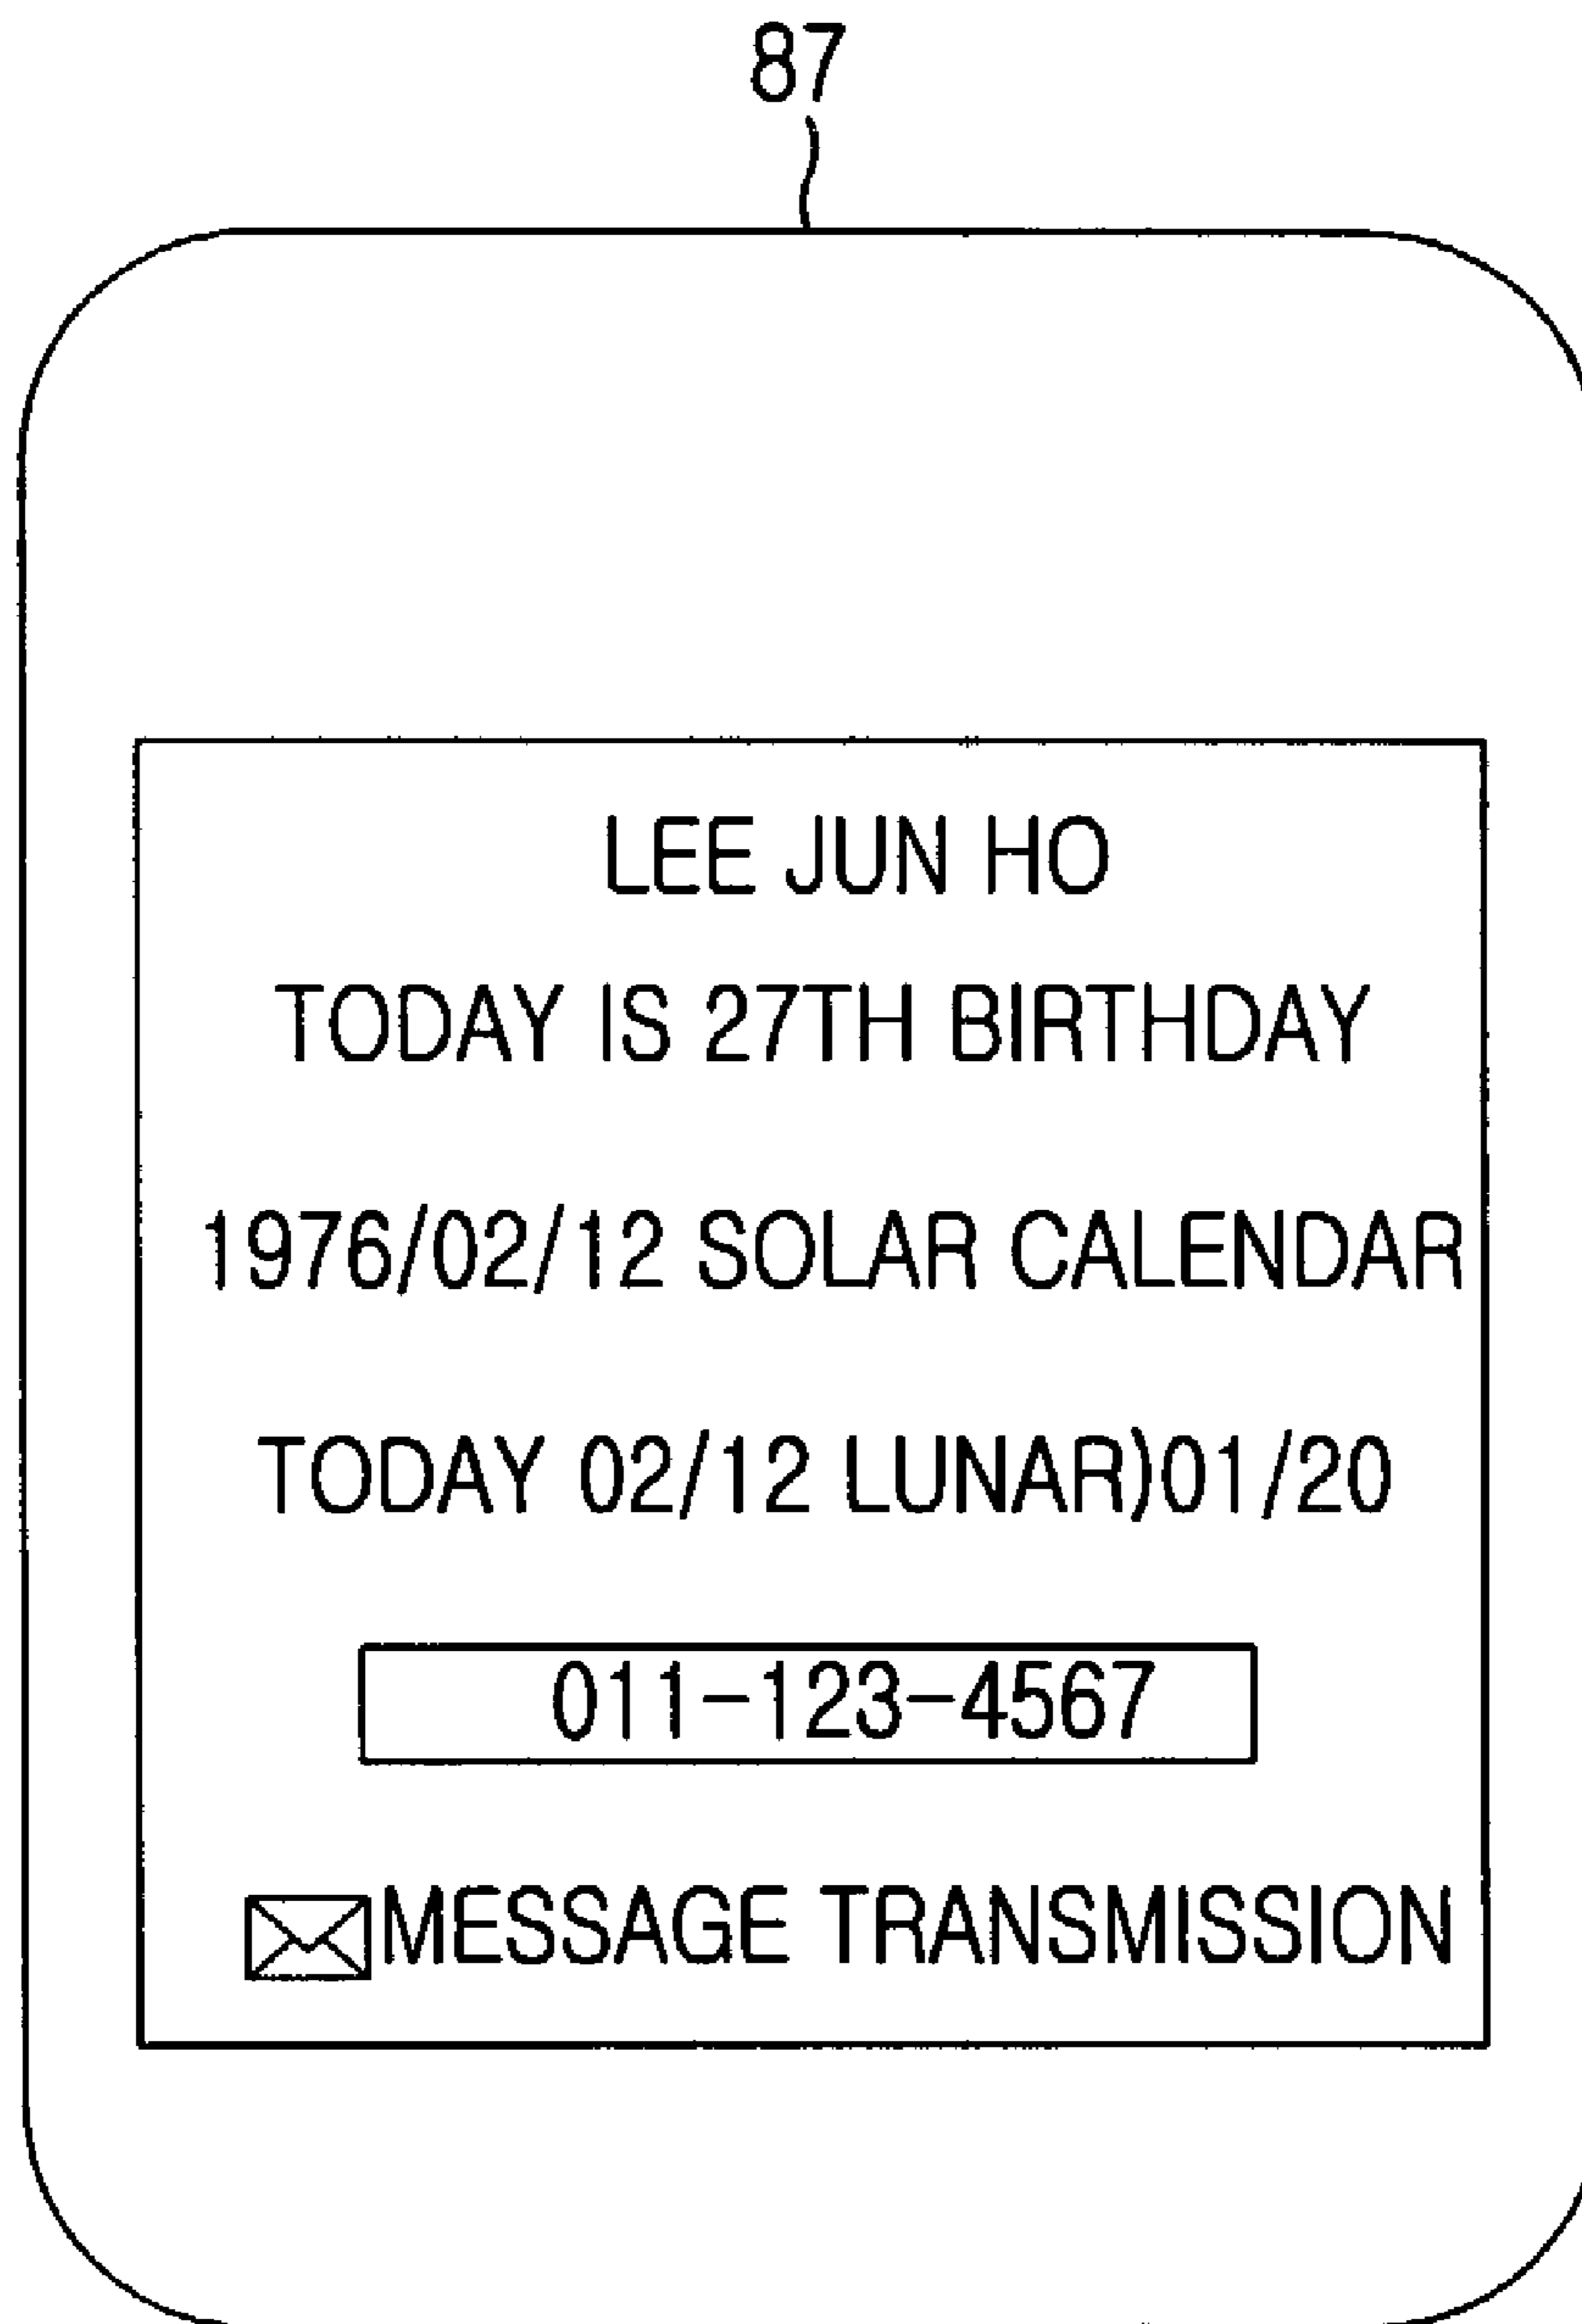 87
LEE JUN HO
TODAY IS 27TH BIRTHDAY
1976/02/12 SOLAR CALENDAR
TODAY 02/12 LUNAR)01/20
011-123-4567
MESSAGE TRANSMISSION